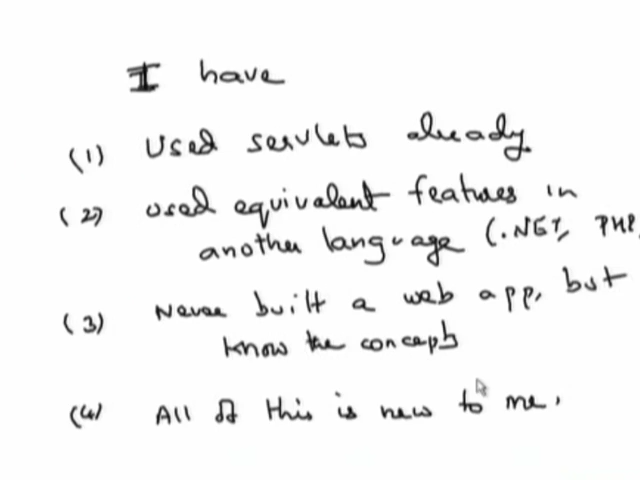 I have
(1) Used servlets already
(2) Used equivalent features in
another language (.NET, PHP,
(3) Never built a web app, but
know the concepts
(4) All of this is new to me.